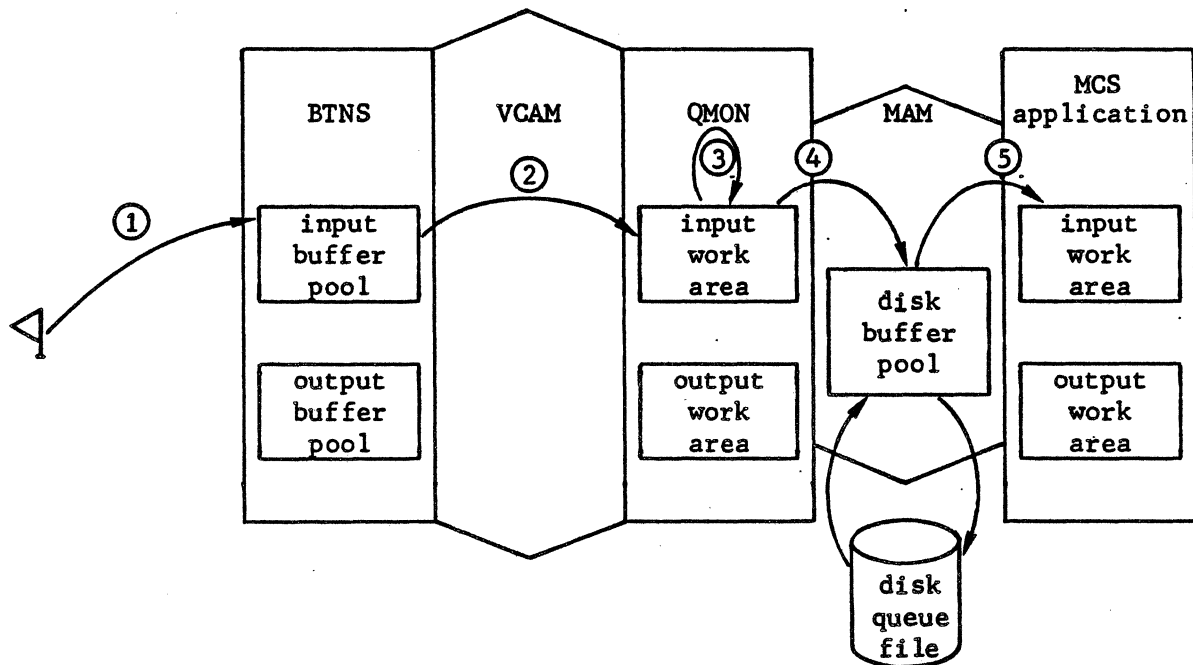 BTNS
VCAM
QMON
MAM
MCS
application
1
2
3
4
5
input
buffer
pool
input
work
area
input
work
area
disk
buffer
pool
output
buffer
pool
output
work
area
output
work
area
disk
queue
file